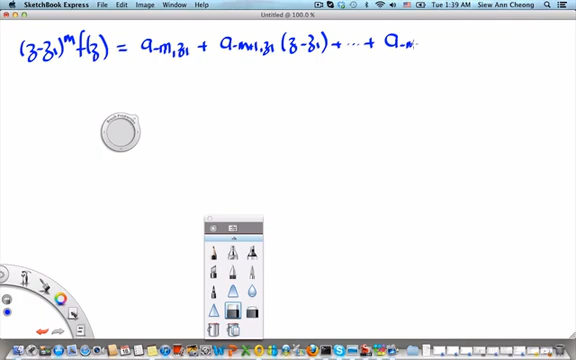 SketchBook Express File Edit Image Window Help Tue 1:39 AM Siew Ann Cheong
Untitled @ 100.0 %
(z-z₁)ᵐf(z) = a₋ₘ,z₁ + a₋ₘ₊₁,z₁ (z-z₁) + ⋯ + a₋ₘ